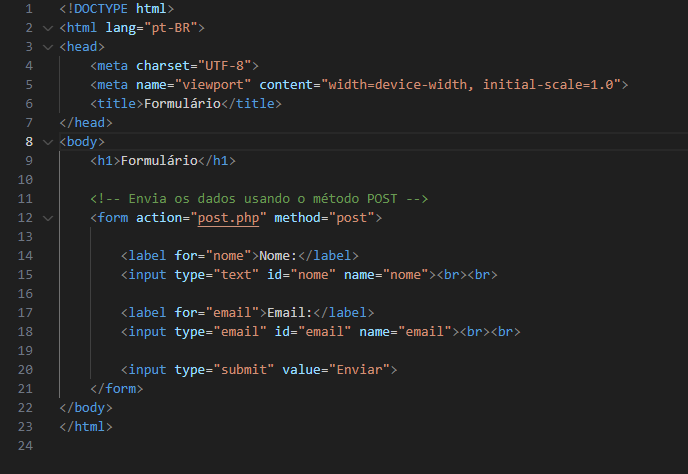 1 <!DOCTYPE html>
2 <html lang="pt-BR">
3 <head>
4 <meta charset="UTF-8">
5 <meta name="viewport" content="width=device-width, initial-scale=1.0">
6 <title>Formulário</title>
7 </head>
8 <body>
9 <h1>Formulário</h1>
10
11 <!-- Envia os dados usando o método POST -->
12 <form action="post.php" method="post">
13
14 <label for="nome">Nome:</label>
15 <input type="text" id="nome" name="nome"><br><br>
16
17 <label for="email">Email:</label>
18 <input type="email" id="email" name="email"><br><br>
19
20 <input type="submit" value="Enviar">
21 </form>
22 </body>
23 </html>
24